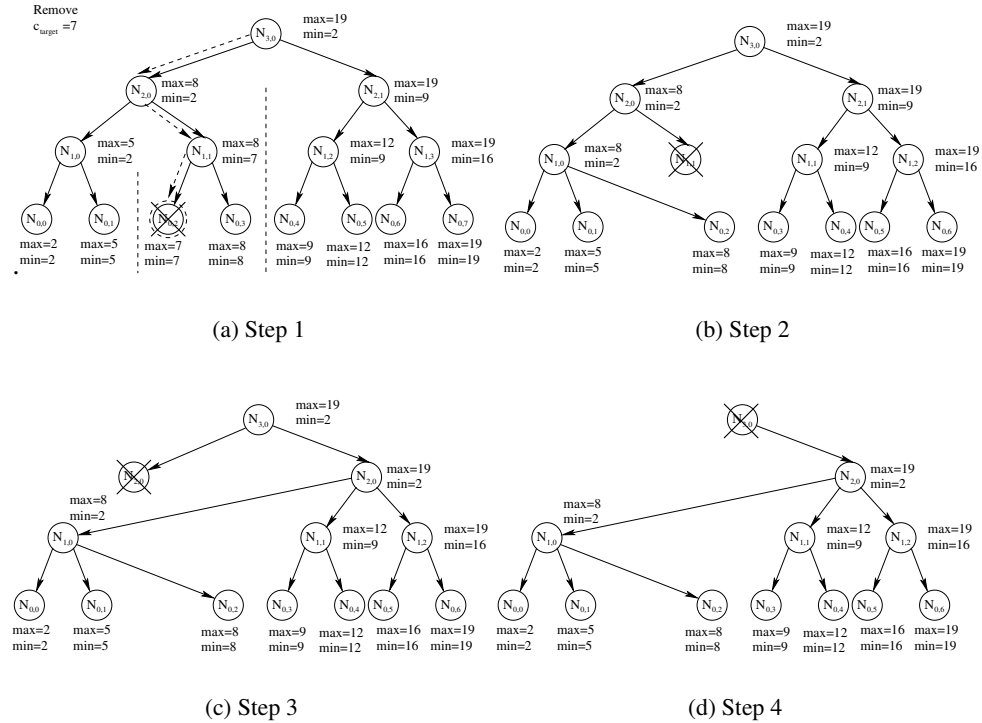 Remove
c_target =7
N_3,0
max=19
min=2
N_2,0
max=8
min=2
N_2,1
max=19
min=9
N_1,0
max=5
min=2
N_1,1
max=8
min=7
N_1,2
max=12
min=9
N_1,3
max=19
min=16
N_0,0 N_0,1 N_0,2 N_0,3 N_0,4 N_0,5 N_0,6 N_0,7
max=2 max=5 max=7 max=8 max=9 max=12 max=16 max=19
min=2 min=5 min=7 min=8 min=9 min=12 min=16 min=19
(a) Step 1
N_3,0
max=19
min=2
N_2,0
max=8
min=2
N_2,1
max=19
min=9
N_1,0
max=8
min=2
N_1,1
N_1,1
max=12
min=9
N_1,2
max=19
min=16
N_0,0 N_0,1 N_0,2 N_0,3 N_0,4 N_0,5 N_0,6
max=2 max=5 max=8 max=9 max=12 max=16 max=19
min=2 min=5 min=8 min=9 min=12 min=16 min=19
(b) Step 2
N_3,0
max=19
min=2
N_2,0
N_2,0
max=19
min=2
max=8
min=2
N_1,0
N_1,1
max=12
min=9
N_1,2
max=19
min=16
N_0,0 N_0,1 N_0,2 N_0,3 N_0,4 N_0,5 N_0,6
max=2 max=5 max=8 max=9 max=12 max=16 max=19
min=2 min=5 min=8 min=9 min=12 min=16 min=19
(c) Step 3
N_3,0
N_2,0
max=19
min=2
max=8
min=2
N_1,0
N_1,1
max=12
min=9
N_1,2
max=19
min=16
N_0,0 N_0,1 N_0,2 N_0,3 N_0,4 N_0,5 N_0,6
max=2 max=5 max=8 max=9 max=12 max=16 max=19
min=2 min=5 min=8 min=9 min=12 min=16 min=19
(d) Step 4